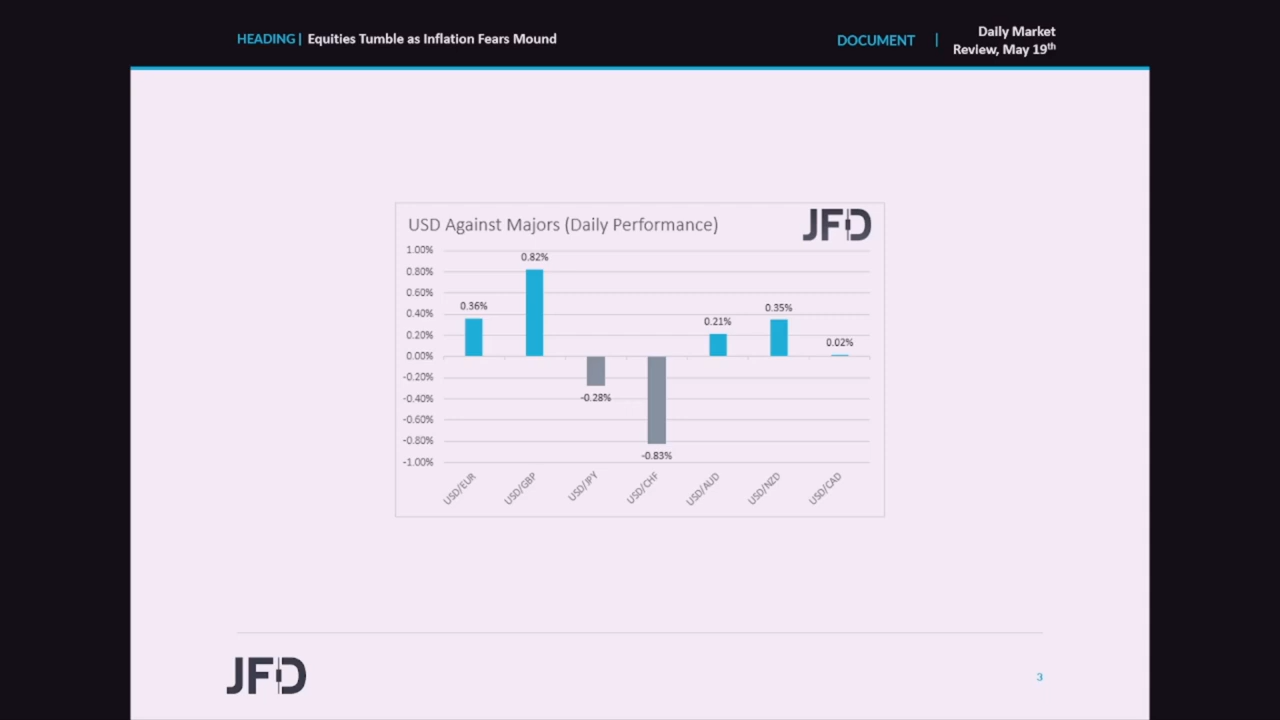 HEADING | Equities Tumble as Inflation Fears Mound
DOCUMENT | Daily Market
Review, May 19th
USD Against Majors (Daily Performance)
JFD
1.00%
0.80%
0.60%
0.40%
0.20%
0.00%
-0.20%
-0.40%
-0.60%
-0.80%
-1.00%
0.36%
0.82%
-0.28%
-0.83%
0.21%
0.35%
0.02%
USD/EUR
USD/GBP
USD/JPY
USD/CHF
USD/AUD
USD/NZD
USD/CAD
JFD
3